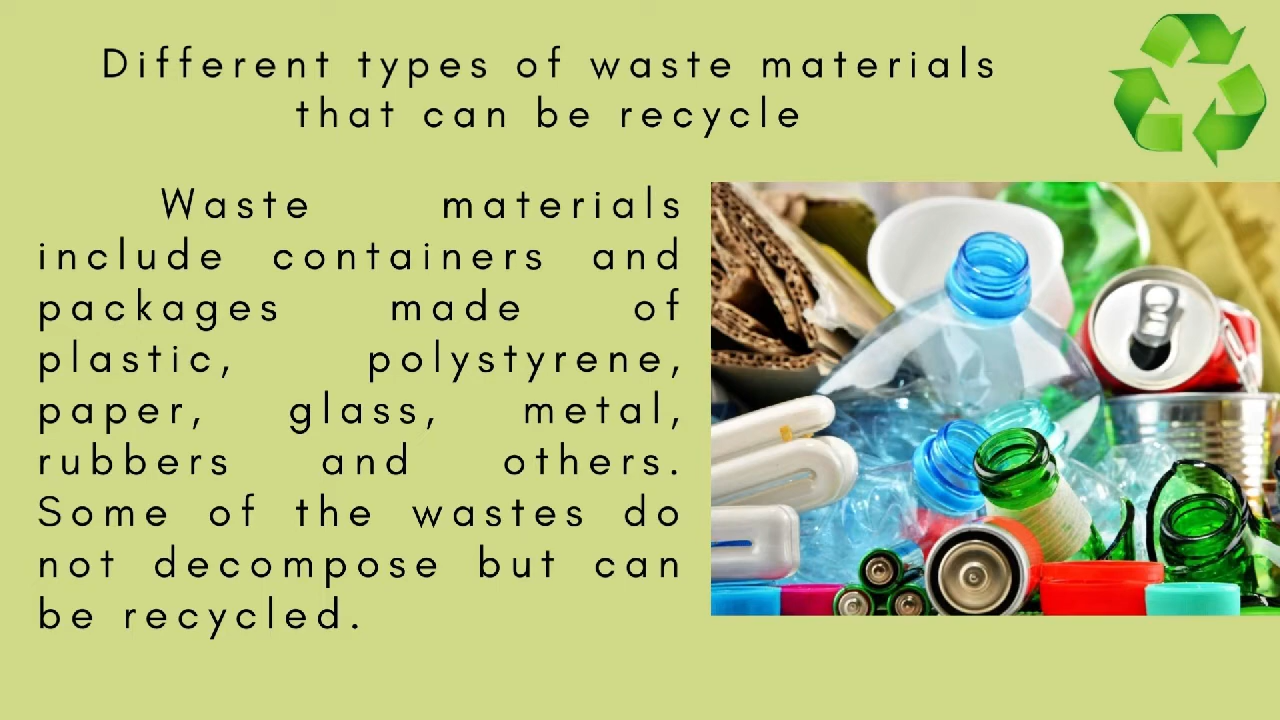 Different types of waste materials
that can be recycle
Waste materials
include containers and
packages made of
plastic, polystyrene,
paper, glass, metal,
rubbers and others.
Some of the wastes do
not decompose but can
be recycled.